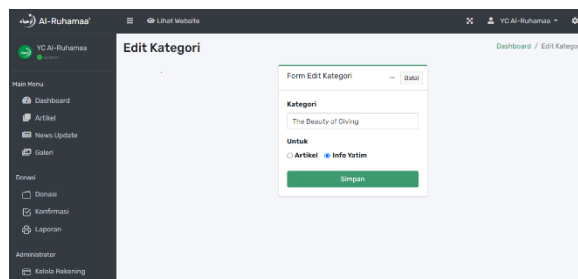 Al-Ruhamaa'
Lihat Website
YC Al-Ruhamaa
YC Al-Ruhamaa
Edit Kategori
Dashboard / Edit Katego
Main Menu
Dashboard
Artikel
News Update
Galeri
Donasi
Donasi
Konfirmasi
Laporan
Administrator
Kelola Rekening
Form Edit Kategori
Batal
Kategori
The Beauty of Giving
Untuk
Artikel Info Yatim
Simpan